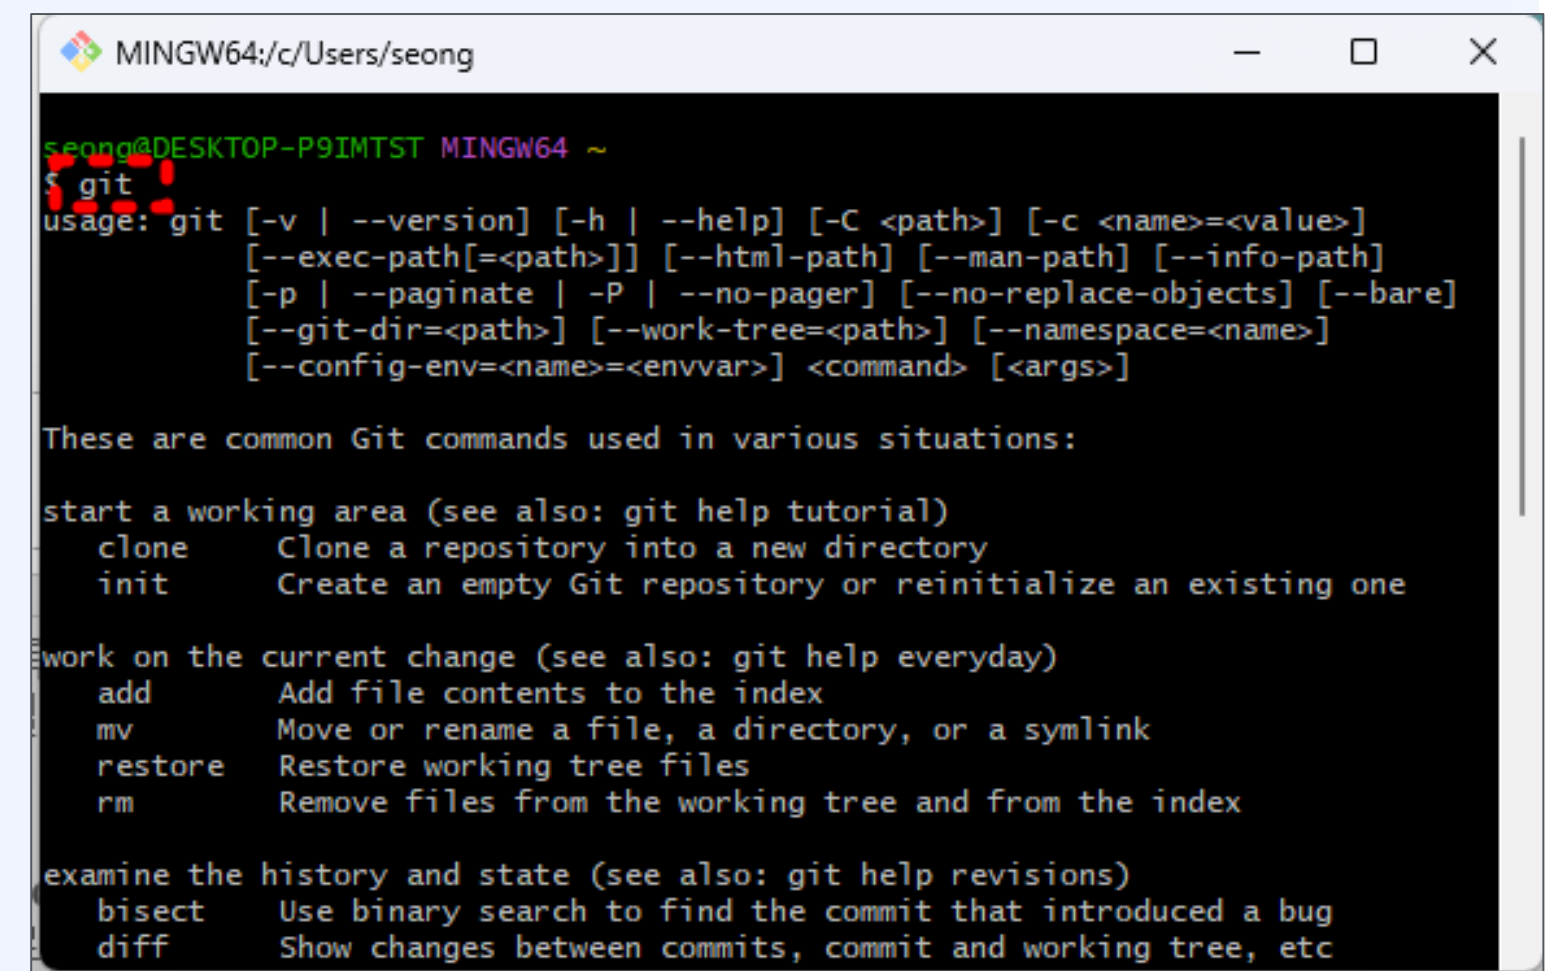 MINGW64:/c/Users/seong
seong@DESKTOP-P9IMTST MINGW64 ~
$ git
usage: git [-v | --version] [-h | --help] [-C <path>] [-c <name>=<value>]
[--exec-path[=<path>]] [--html-path] [--man-path] [--info-path]
[-p | --paginate | -P | --no-pager] [--no-replace-objects] [--bare]
[--git-dir=<path>] [--work-tree=<path>] [--namespace=<name>]
[--config-env=<name>=<envvar>] <command> [<args>]
These are common Git commands used in various situations:
start a working area (see also: git help tutorial)
clone Clone a repository into a new directory
init Create an empty Git repository or reinitialize an existing one
work on the current change (see also: git help everyday)
add Add file contents to the index
mv Move or rename a file, a directory, or a symlink
restore Restore working tree files
rm Remove files from the working tree and from the index
examine the history and state (see also: git help revisions)
bisect Use binary search to find the commit that introduced a bug
diff Show changes between commits, commit and working tree, etc